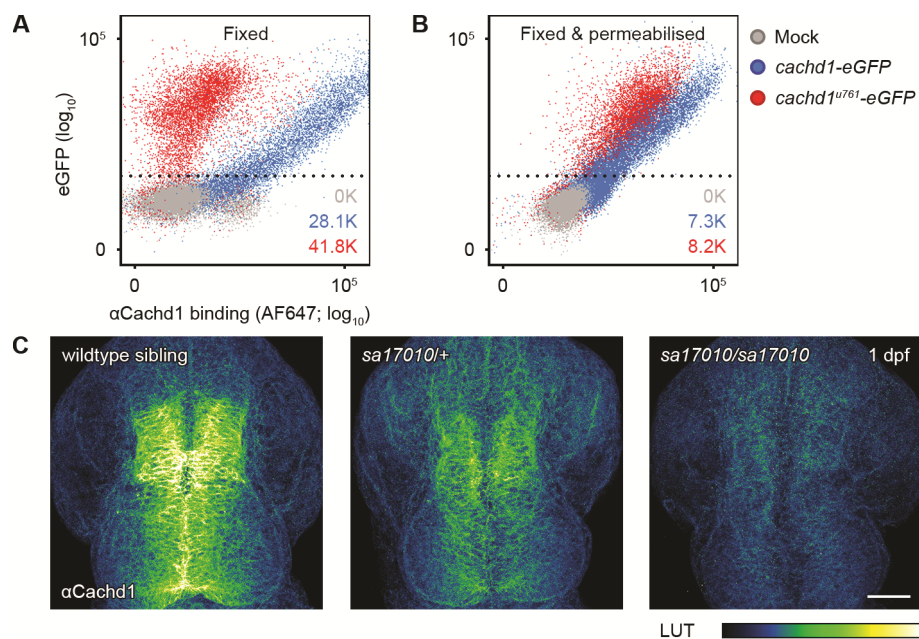 A
Fixed
10⁵
eGFP (log₁₀)
0
0K
28.1K
41.8K
0
10⁵
αCachd1 binding (AF647; log₁₀)
B
Fixed & permeabilised
10⁵
0
0K
7.3K
8.2K
0
10⁵
Mock
cachd1-eGFP
cachd1ᵘ⁷⁶¹-eGFP
C
wildtype sibling
αCachd1
sa17010/+
sa17010/sa17010
1 dpf
LUT